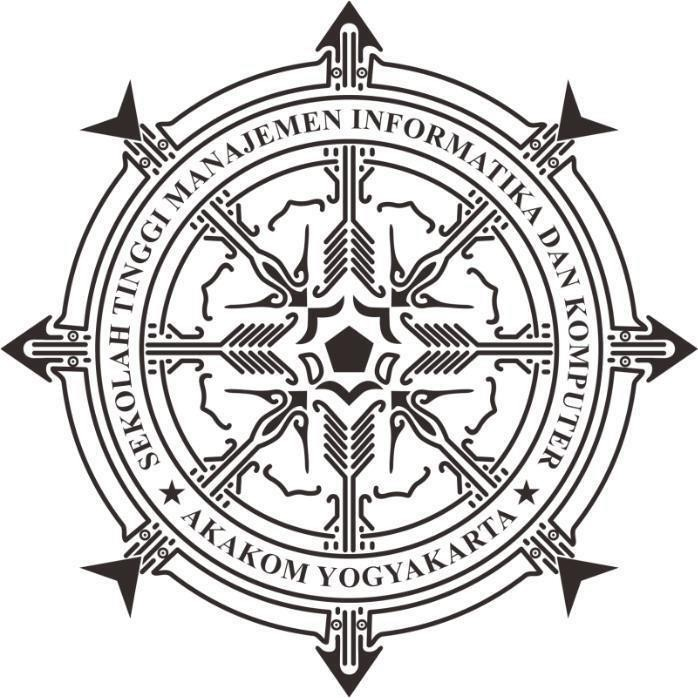 SEKOLAH TINGGI MANAJEMEN INFORMATIKA DAN KOMPUTER
AKAKOM YOGYAKARTA